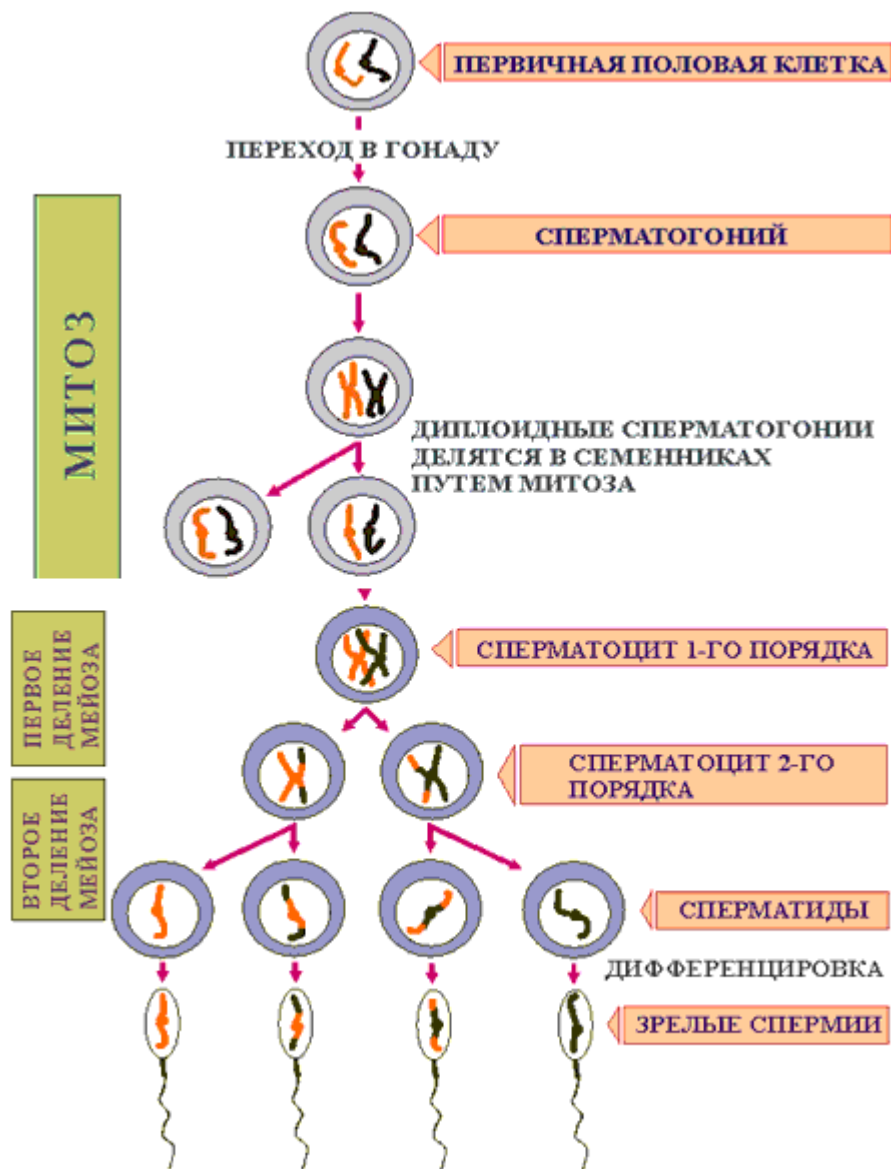 ПЕРВИЧНАЯ ПОЛОВАЯ КЛЕТКА
ПЕРЕХОД В ГОНАДУ
СПЕРМАТОГОНИЙ
МИТОЗ
ДИПЛОИДНЫЕ СПЕРМАТОГОНИИ
ДЕЛЯТСЯ В СЕМЕННИКАХ
ПУТЕМ МИТОЗА
ПЕРВОЕ
ДЕЛЕНИЕ
МЕЙОЗА
СПЕРМАТОЦИТ 1-ГО ПОРЯДКА
СПЕРМАТОЦИТ 2-ГО
ПОРЯДКА
ВТОРОЕ
ДЕЛЕНИЕ
МЕЙОЗА
СПЕРМАТИДЫ
ДИФФЕРЕНЦИРОВКА
ЗРЕЛЫЕ СПЕРМИИ